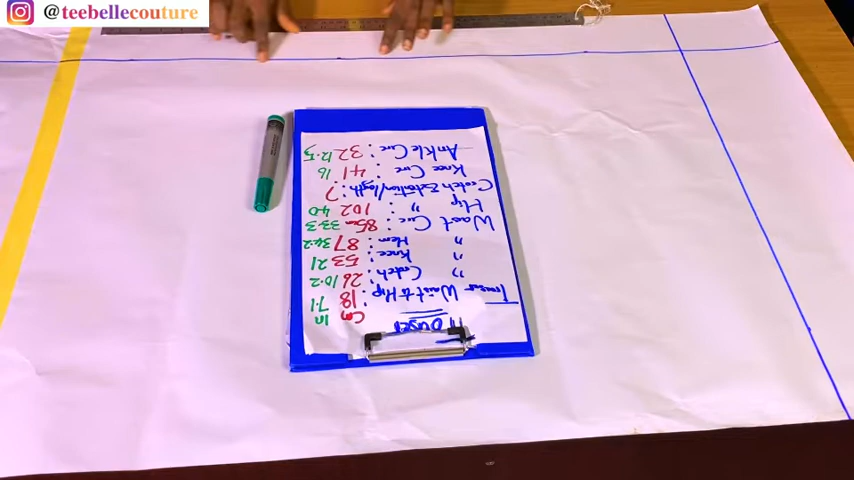 @teebellecouture
Trouser
Cm In
Trouser Waist to Hip : 18 7.1
" Crotch : 26 10.2
" Knee : 53 21
" Hem : 87 34.2
Waist Circ : 85cm 33.3
Hip " : 102 40
Crotch Extention/length : ?
Knee Circ : 41 16
Ankle Circ : 32 12.5